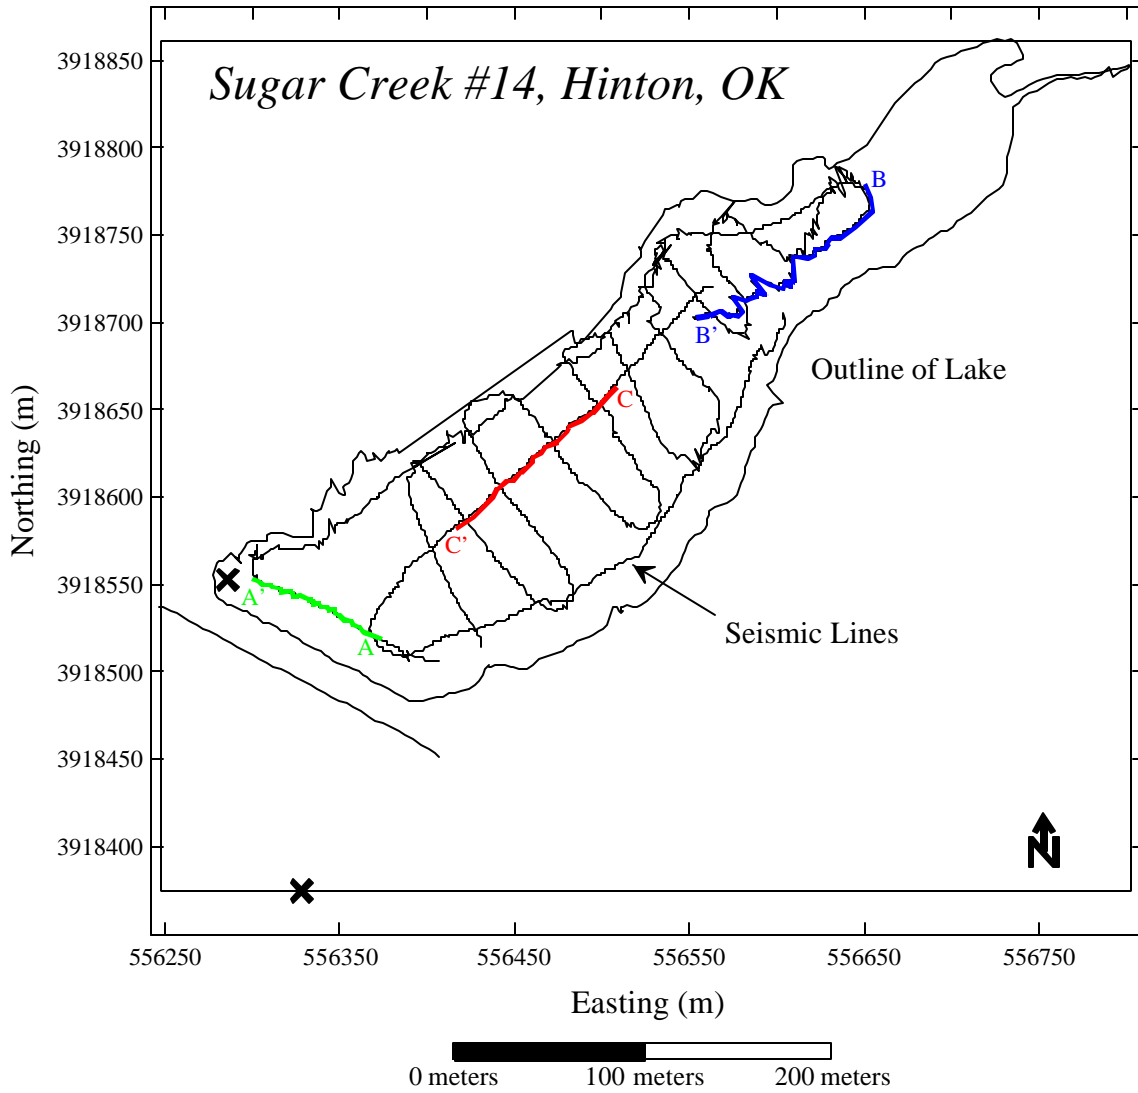 Sugar Creek #14, Hinton, OK
3918850
3918800
3918750
3918700
3918650
3918600
3918550
3918500
3918450
3918400
Northing (m)
B
B'
C
C'
A'
A
Outline of Lake
Seismic Lines
N
556250 556350 556450 556550 556650 556750
Easting (m)
0 meters 100 meters 200 meters